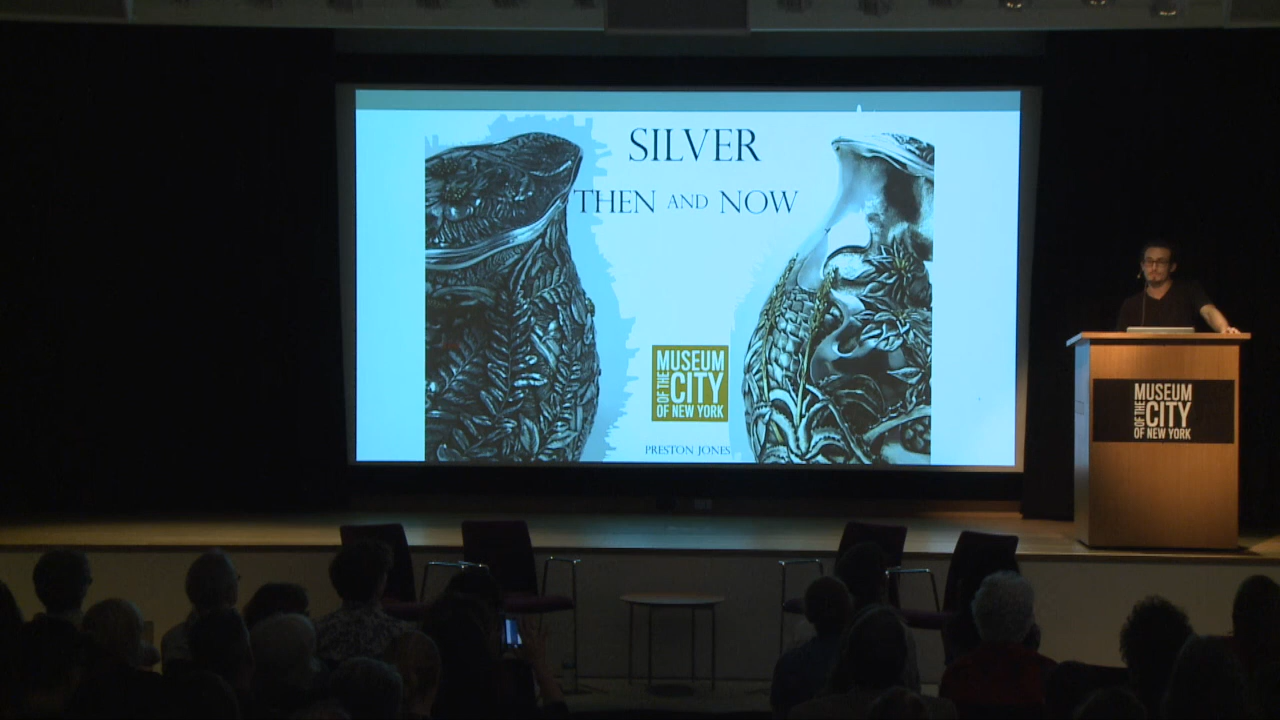 SILVER
THEN AND NOW
MUSEUM
OF THE
CITY
OF NEW YORK
PRESTON JONES
MUSEUM
OF THE
CITY
OF NEW YORK